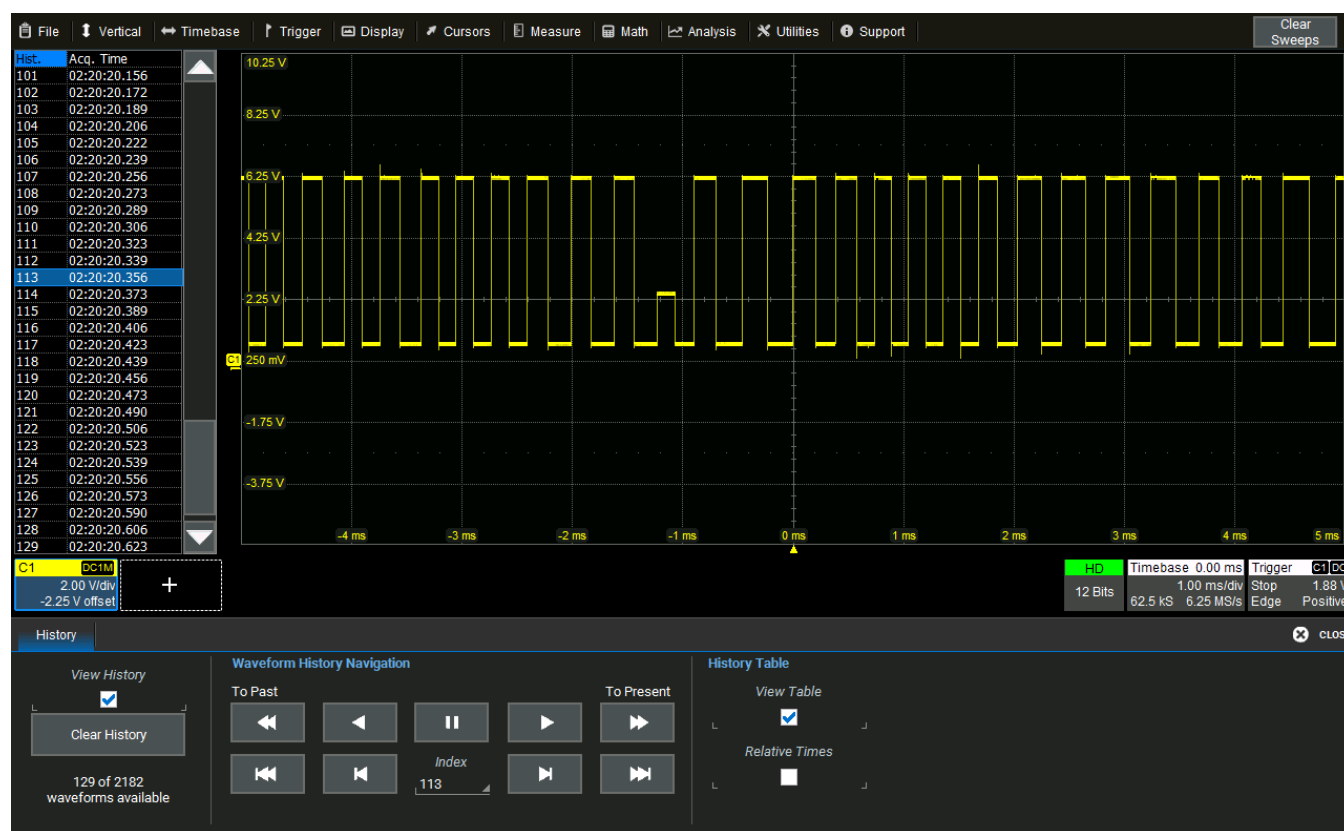 File Vertical Timebase Trigger Display Cursors Measure Math Analysis Utilities Support Clear Sweeps
Hist. Acq. Time
101 02:20:20.156
102 02:20:20.172
103 02:20:20.189
104 02:20:20.206
105 02:20:20.222
106 02:20:20.239
107 02:20:20.256
108 02:20:20.273
109 02:20:20.289
110 02:20:20.306
111 02:20:20.323
112 02:20:20.339
113 02:20:20.356
114 02:20:20.373
115 02:20:20.389
116 02:20:20.406
117 02:20:20.423
118 02:20:20.439
119 02:20:20.456
120 02:20:20.473
121 02:20:20.490
122 02:20:20.506
123 02:20:20.523
124 02:20:20.539
125 02:20:20.556
126 02:20:20.573
127 02:20:20.590
128 02:20:20.606
129 02:20:20.623
10.25 V
8.25 V
6.25 V
4.25 V
2.25 V
C1 250 mV
-1.75 V
-3.75 V
-4 ms -3 ms -2 ms -1 ms 0 ms 1 ms 2 ms 3 ms 4 ms 5 ms
C1 DC1M
2.00 V/div
-2.25 V offset
+
HD
12 Bits
Timebase 0.00 ms
1.00 ms/div
62.5 kS 6.25 MS/s
Trigger C1 DC
Stop 1.88 V
Edge Positive
History
CLOS
View History
Clear History
129 of 2182
waveforms available
Waveform History Navigation
To Past To Present
Index
113
History Table
View Table
Relative Times